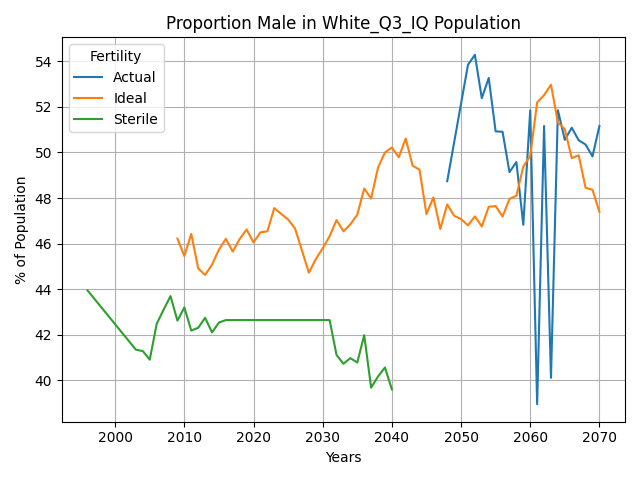 Proportion Male in White_Q3_IQ Population
% of Population
54
52
50
48
46
44
42
40
Fertility
Actual
Ideal
Sterile
2000 2010 2020 2030 2040 2050 2060 2070
Years